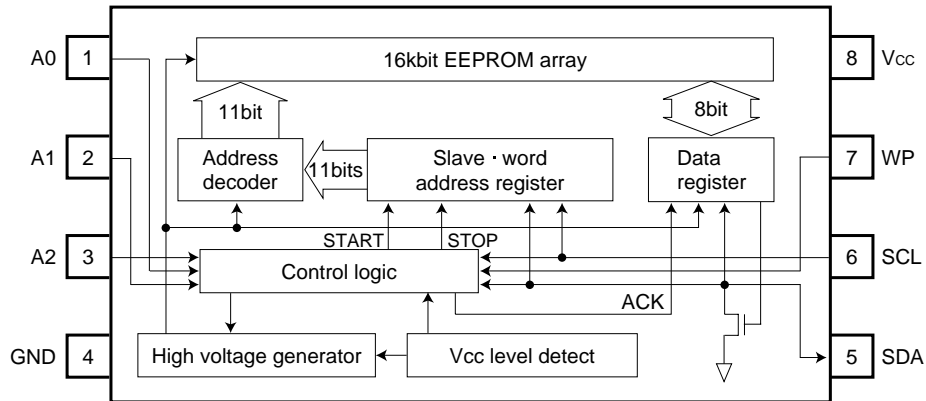 16kbit EEPROM array
A0 1
8 Vcc
11bit
8bit
A1 2
Address
decoder
11bits
Slave・word
address register
Data
register
7 WP
START
STOP
A2 3
Control logic
6 SCL
ACK
GND 4
High voltage generator
Vcc level detect
5 SDA